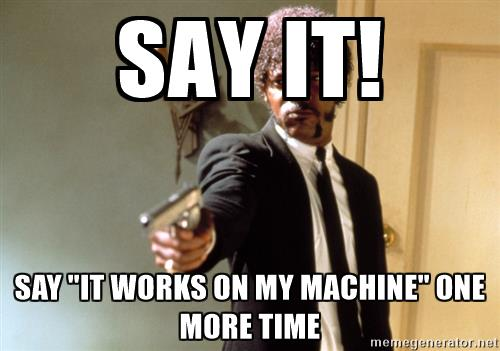 SAY IT!
SAY "IT WORKS ON MY MACHINE" ONE
MORE TIME
memegenerator.net